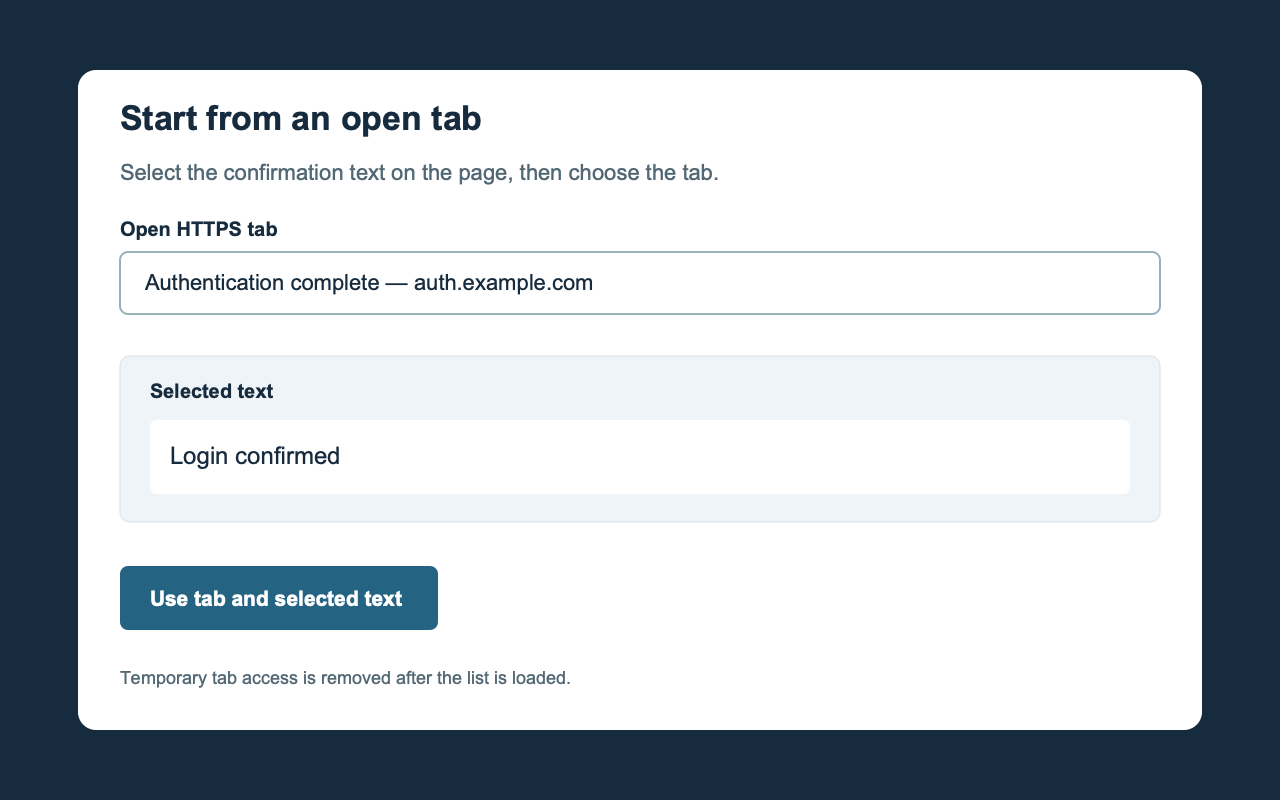 Start from an open tab
Select the confirmation text on the page, then choose the tab.
Open HTTPS tab
Authentication complete — auth.example.com
Selected text
Login confirmed
Use tab and selected text
Temporary tab access is removed after the list is loaded.